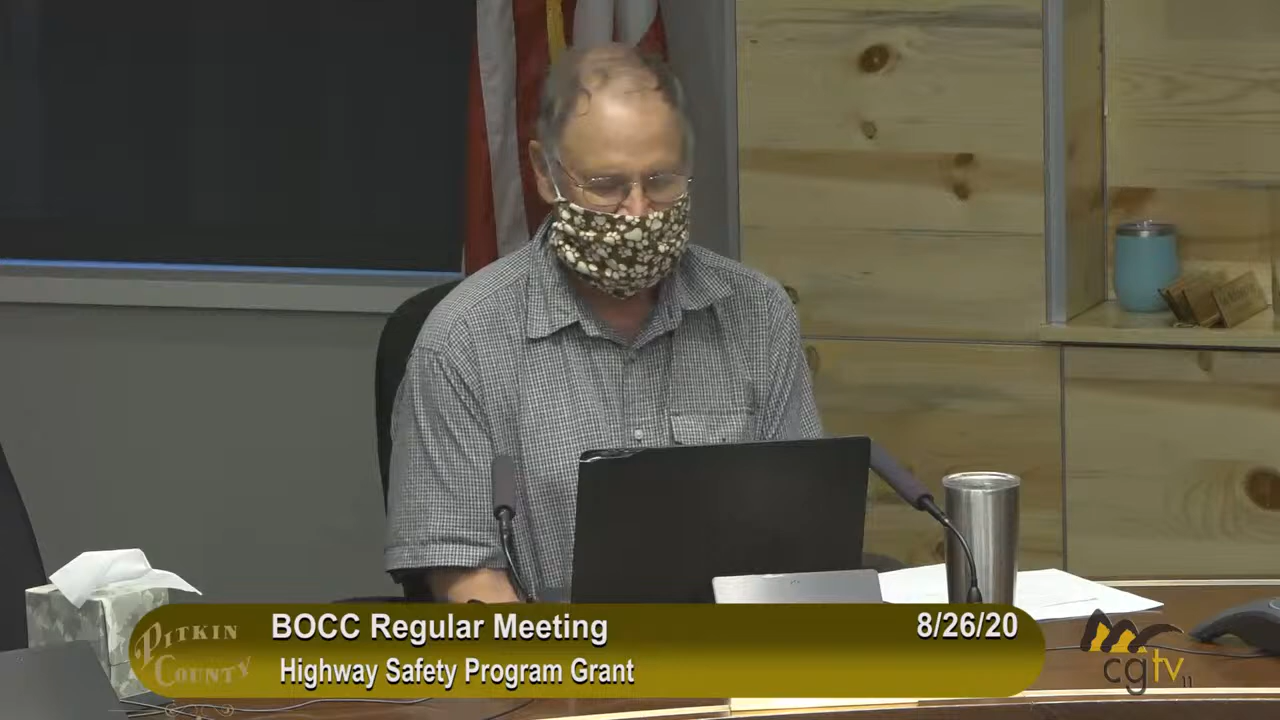 BOCC Regular Meeting
8/26/20
PITKIN
COUNTY
Highway Safety Program Grant
cgtv
11